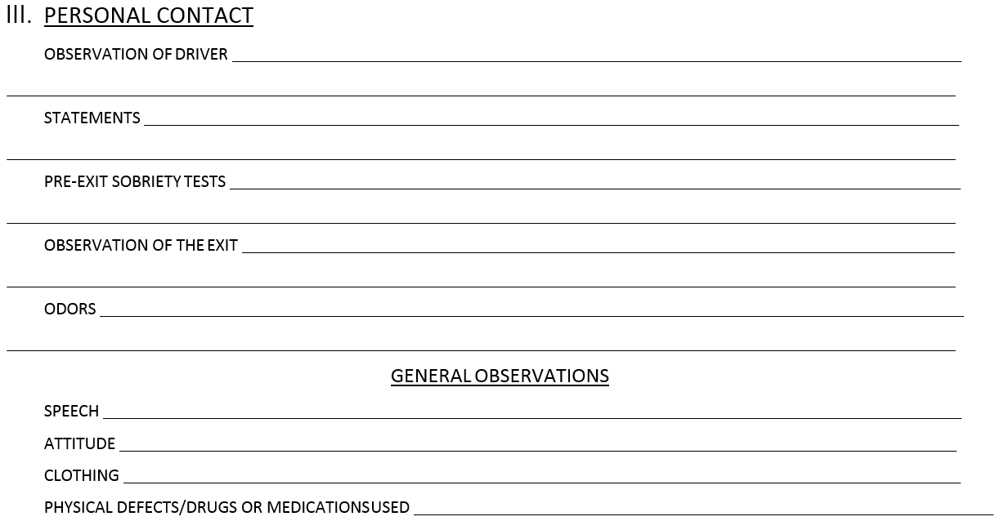 III. PERSONAL CONTACT
OBSERVATION OF DRIVER
STATEMENTS
PRE-EXIT SOBRIETY TESTS
OBSERVATION OF THE EXIT
ODORS
GENERAL OBSERVATIONS
SPEECH
ATTITUDE
CLOTHING
PHYSICAL DEFECTS/DRUGS OR MEDICATIONS USED